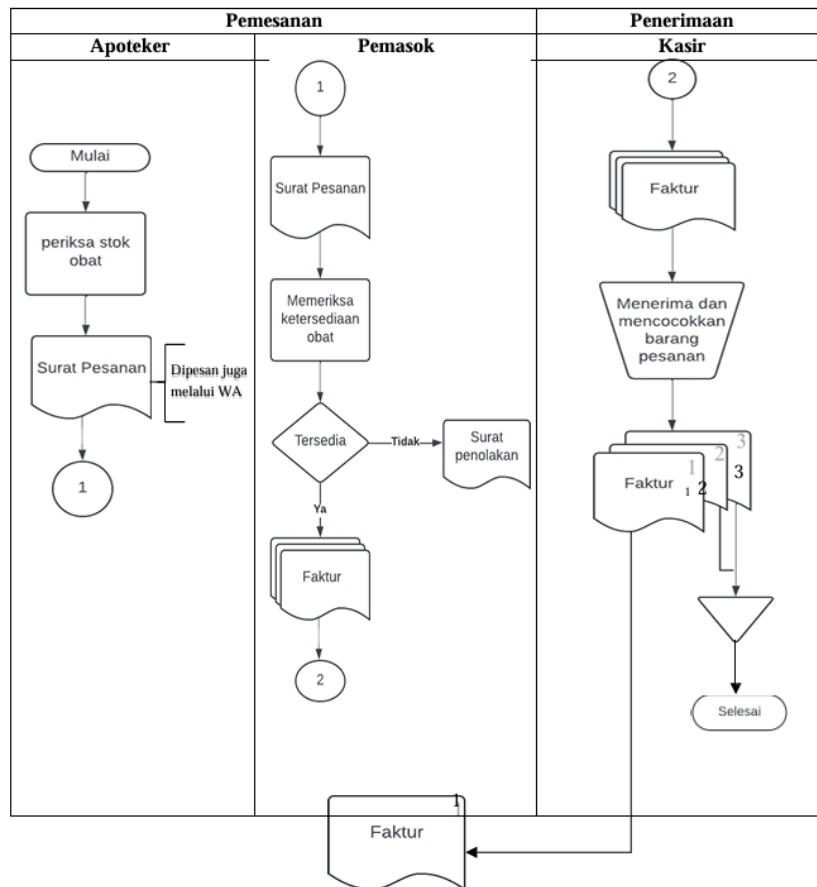 Pemesanan
Penerimaan
Apoteker
Pemasok
Kasir
Mulai
periksa stok
obat
Surat Pesanan
Dipesan juga
melalui WA
1
1
Surat Pesanan
Memeriksa
ketersediaan
obat
Tersedia
Tidak
Surat
penolakan
Ya
Faktur
2
2
Faktur
Menerima dan
mencocokkan
barang
pesanan
3
2
1
3
Faktur
1 2
Selesai
1
1
Faktur